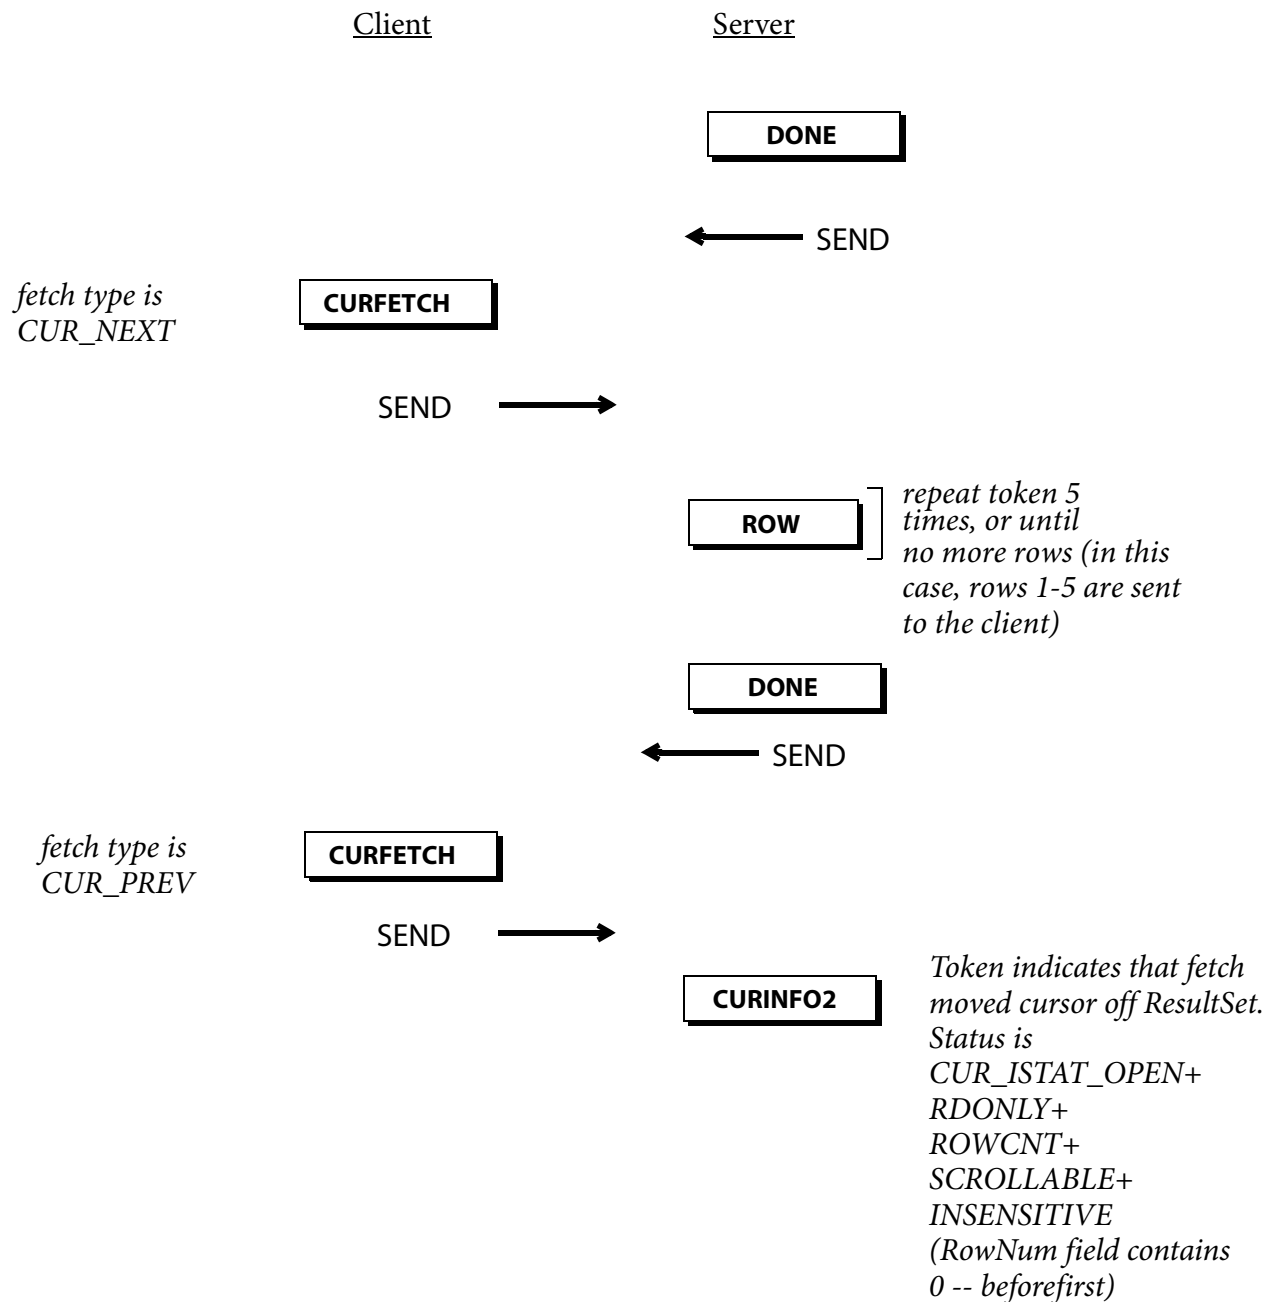 Client
Server
DONE
SEND
fetch type is
CUR_NEXT
CURFETCH
SEND
ROW
repeat token 5
times, or until
no more rows (in this
case, rows 1-5 are sent
to the client)
DONE
SEND
fetch type is
CUR_PREV
CURFETCH
SEND
CURINFO2
Token indicates that fetch
moved cursor off ResultSet.
Status is
CUR_ISTAT_OPEN+
RDONLY+
ROWCNT+
SCROLLABLE+
INSENSITIVE
(RowNum field contains
0 -- beforefirst)